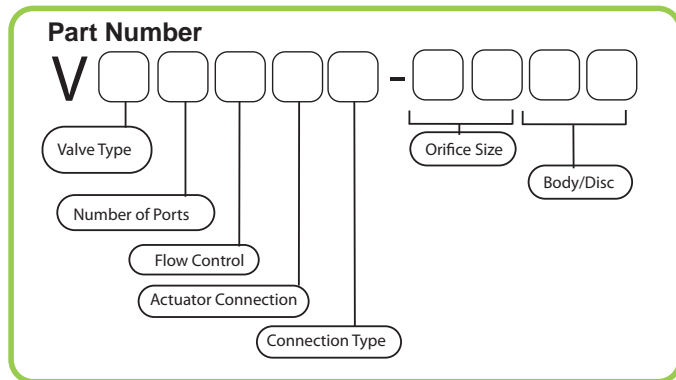 Part Number
V -
Valve Type
Orifice Size
Body/Disc
Number of Ports
Flow Control
Actuator Connection
Connection Type